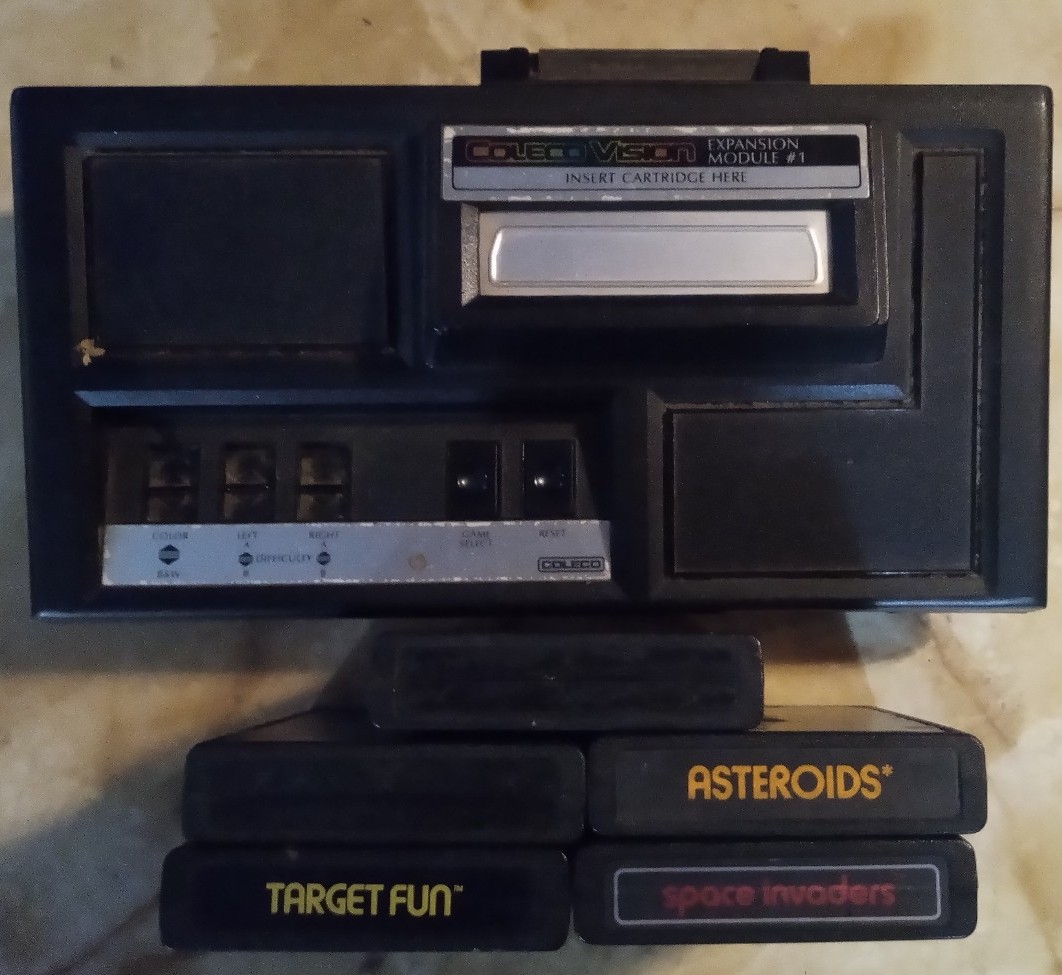 COLECOVISION EXPANSION
MODULE #1
INSERT CARTRIDGE HERE
COLOR LEFT RIGHT GAME RESET
A A SELECT
DIFFICULTY
B&W B B COLECO
ASTEROIDS*
TARGET FUN™
space invaders